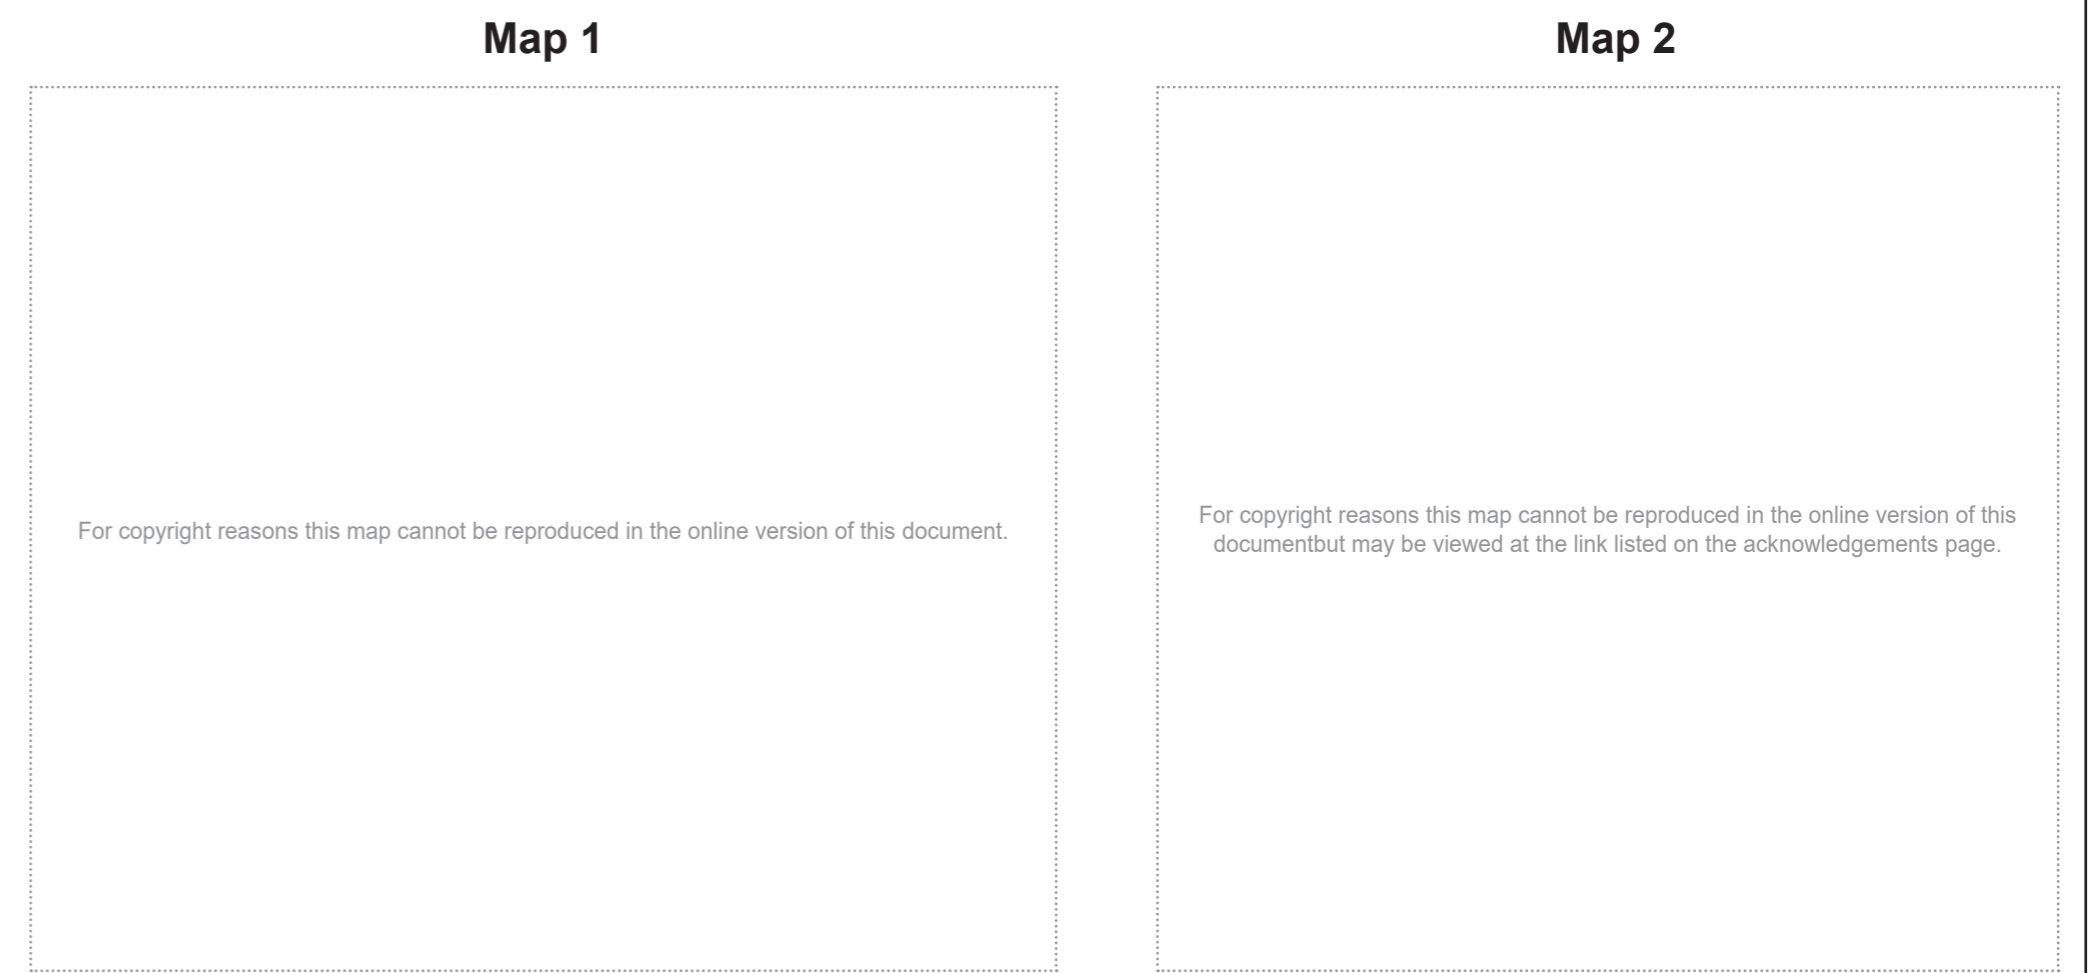 Map 1
Map 2
For copyright reasons this map cannot be reproduced in the online version of this document.
For copyright reasons this map cannot be reproduced in the online version of this
documentbut may be viewed at the link listed on the acknowledgements page.